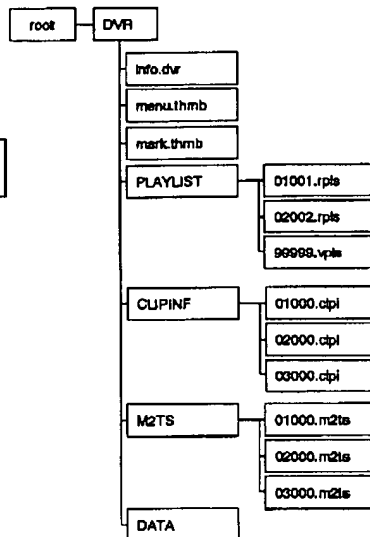 root
DVR
info.dvr
menu.thmb
mark.thmb
PLAYLIST
01001.rpls
02002.rpls
99999.vpls
CLIPINF
01000.clpi
02000.clpi
03000.clpi
M2TS
01000.m2ts
02000.m2ts
03000.m2ts
DATA